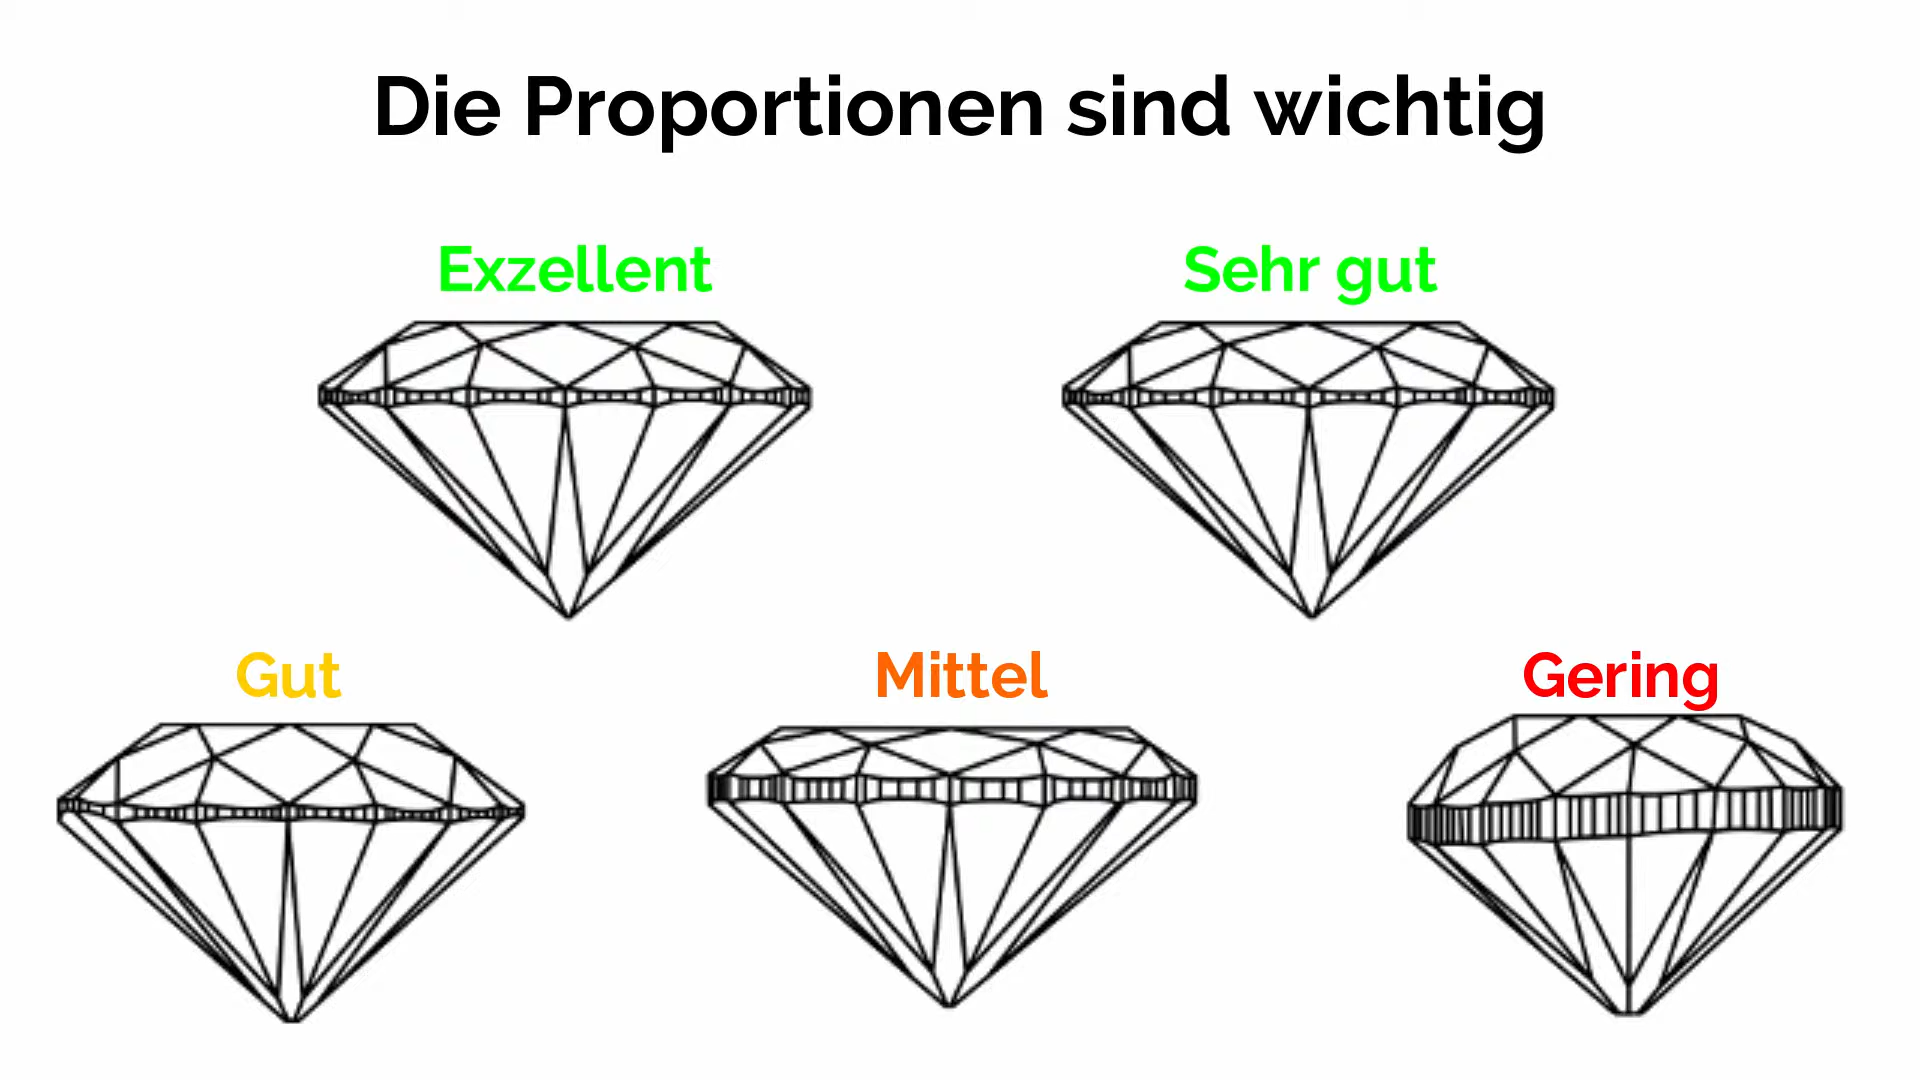 Die Proportionen sind wichtig
Exzellent
Sehr gut
Gut
Mittel
Gering